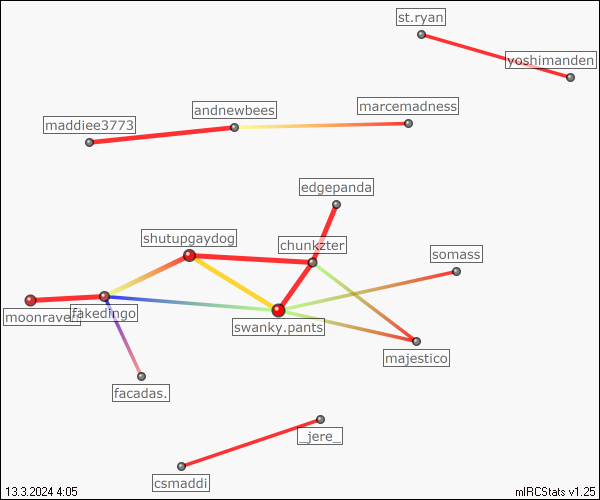 st.ryan
yoshimanden
marcemadness
andnewbees
maddiee3773
edgepanda
shutupgaydog
chunkzter
somass
moonraven
fakedingo
swanky.pants
majestico
facadas.
_jere_
csmaddi
13.3.2024 4:05
mIRCStats v1.25